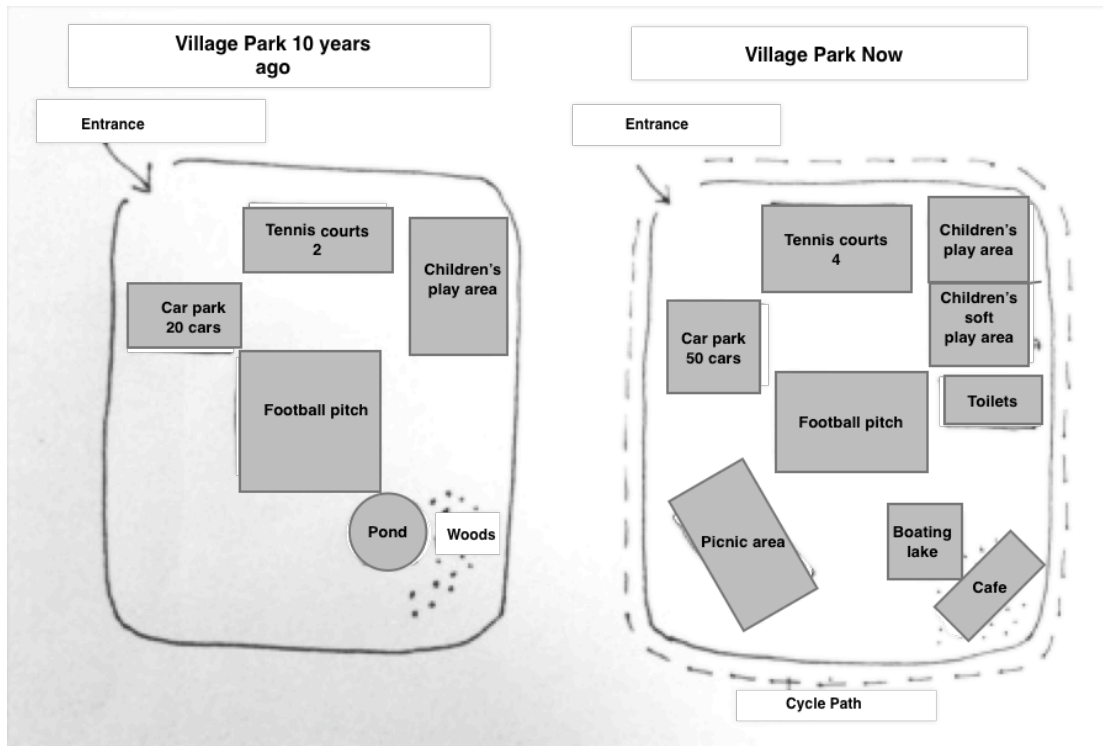 Village Park 10 years
ago
Entrance
Tennis courts
2
Children's
play area
Car park
20 cars
Football pitch
Pond
Woods
Village Park Now
Entrance
Tennis courts
4
Children's
play area
Children's
soft
play area
Car park
50 cars
Toilets
Football pitch
Picnic area
Boating
lake
Cafe
Cycle Path